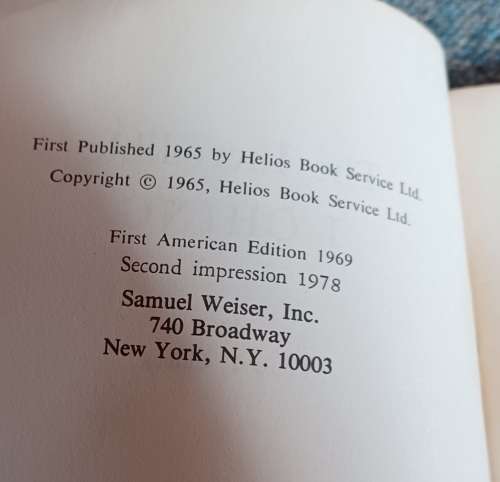 First Published 1965 by Helios Book Service Ltd.
Copyright © 1965, Helios Book Service Ltd.
First American Edition 1969
Second impression 1978
Samuel Weiser, Inc.
740 Broadway
New York, N.Y. 10003